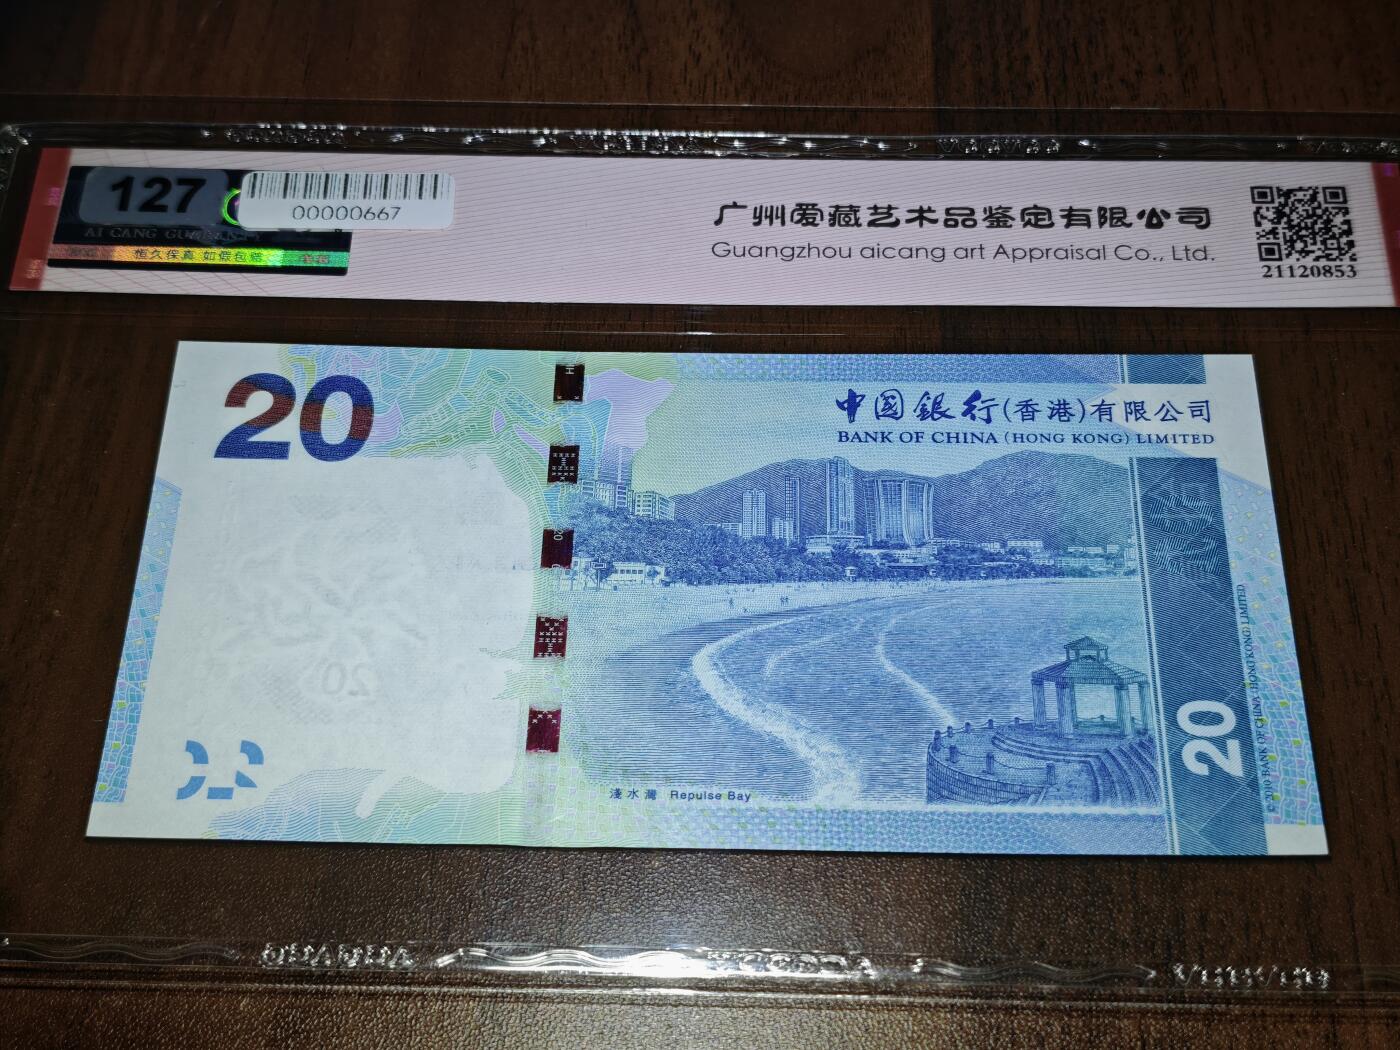 127
00000667
AI CANG GUARANTY
恒久保真 如假包赔
广州爱藏艺术品鉴定有限公司
Guangzhou aicang art Appraisal Co., Ltd.
21120853
20
中國銀行(香港)有限公司
BANK OF CHINA (HONG KONG) LIMITED
20
淺水灣 Repulse Bay
20
©2010 BANK OF CHINA (HONG KONG) LIMITED